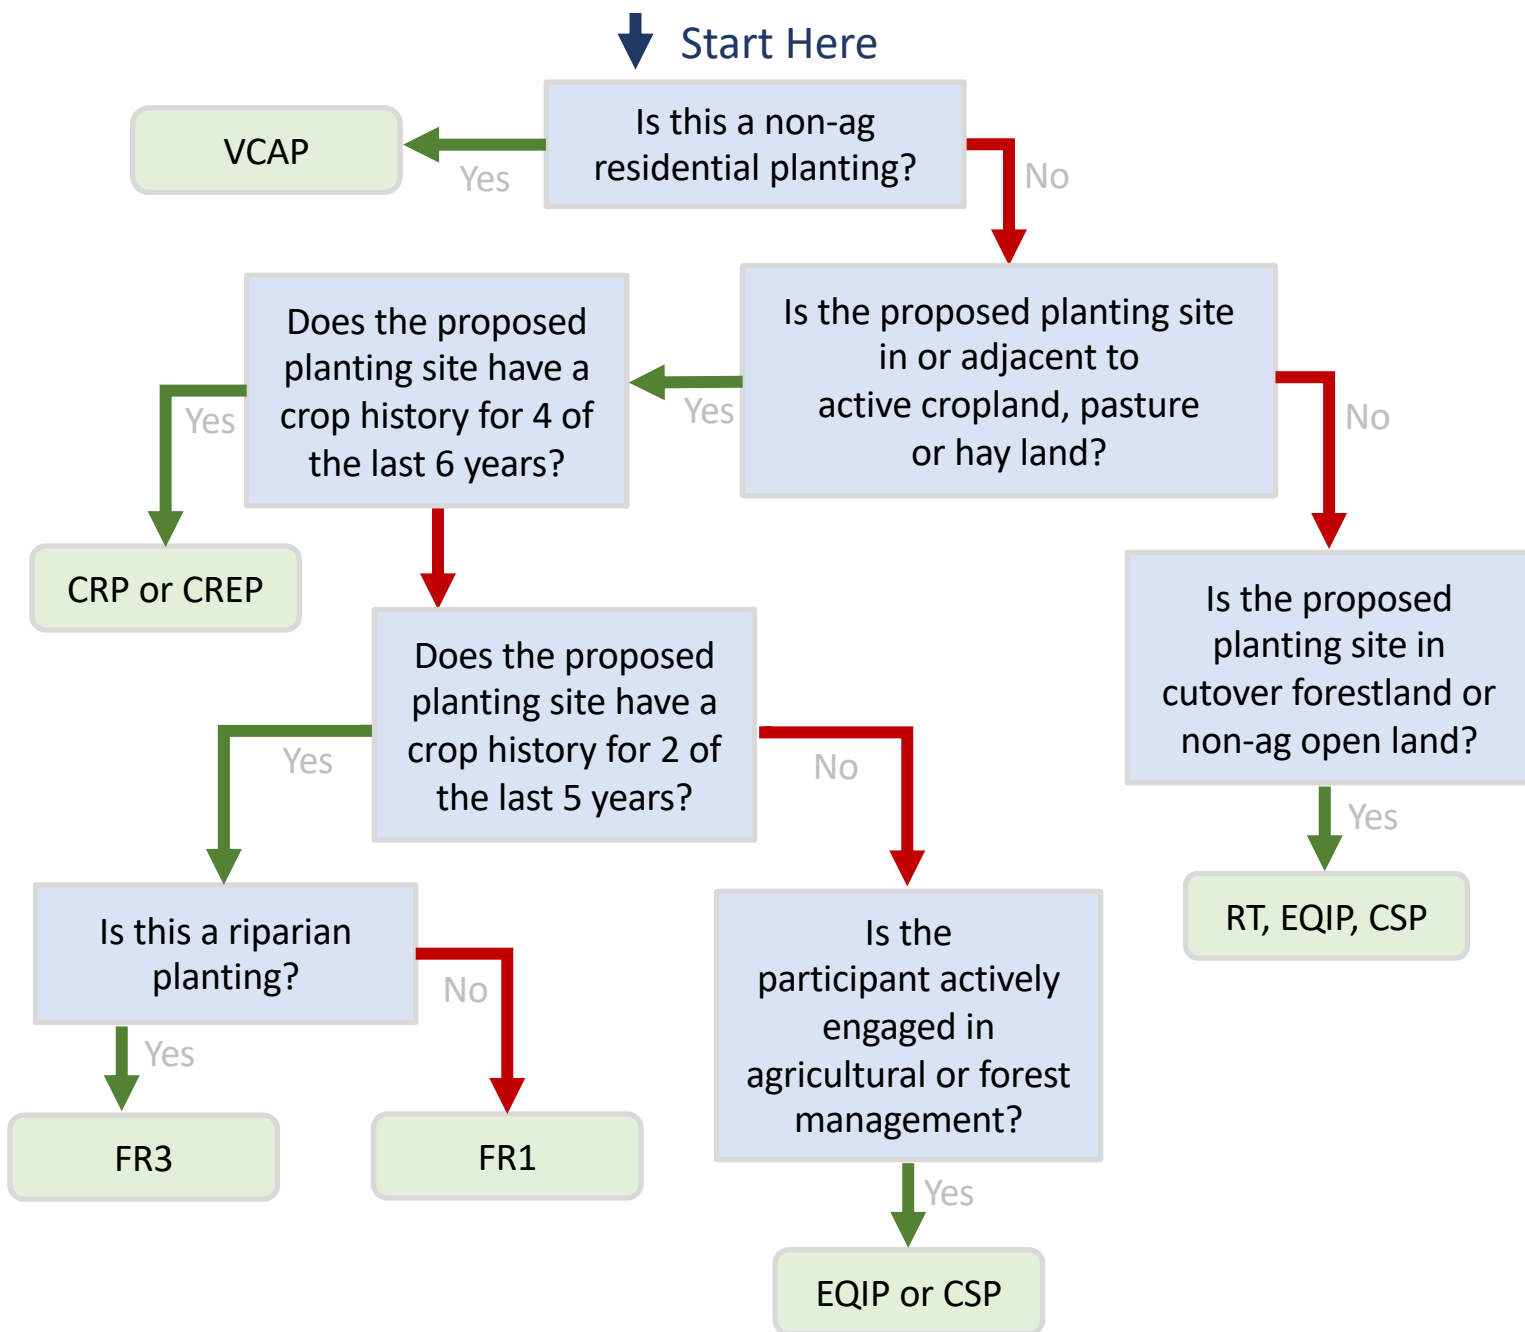 Start Here
Is this a non-ag
residential planting?
VCAP
Yes
No
Is the proposed planting site
in or adjacent to
active cropland, pasture
or hay land?
Yes
No
Does the proposed
planting site have a
crop history for 4 of
the last 6 years?
Yes
CRP or CREP
Is the proposed
planting site in
cutover forestland or
non-ag open land?
Yes
RT, EQIP, CSP
Does the proposed
planting site have a
crop history for 2 of
the last 5 years?
Yes
No
Is this a riparian
planting?
No
Yes
FR3
FR1
Is the
participant actively
engaged in
agricultural or forest
management?
Yes
EQIP or CSP